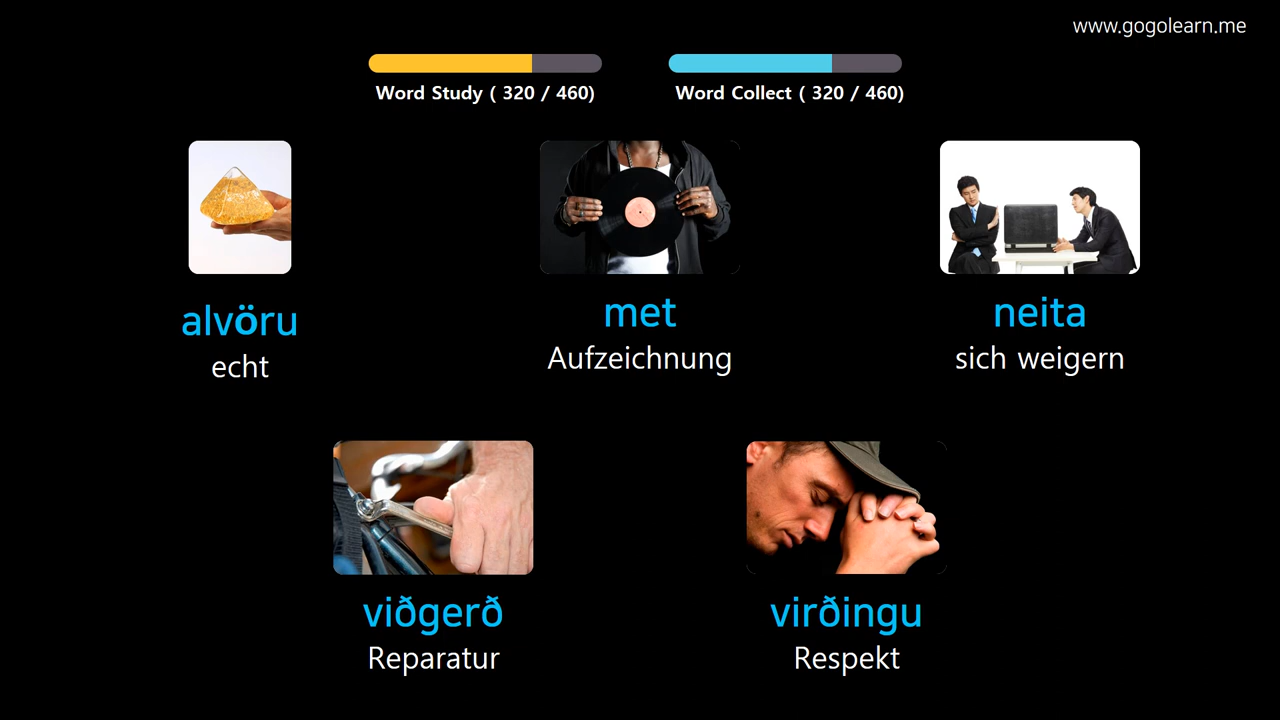 www.gogolearn.me
Word Study ( 320 / 460)
Word Collect ( 320 / 460)
alvöru
echt
met
Aufzeichnung
neita
sich weigern
viðgerð
Reparatur
virðingu
Respekt